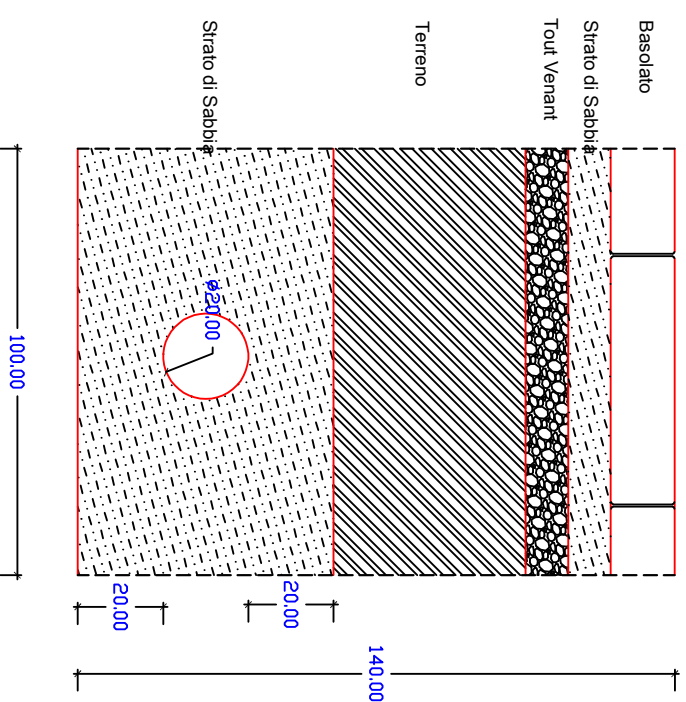 Basolato
Strato di Sabbia
Tout Venant
Terreno
Strato di Sabbia
ø20.00
20.00
20.00
140.00
100.00